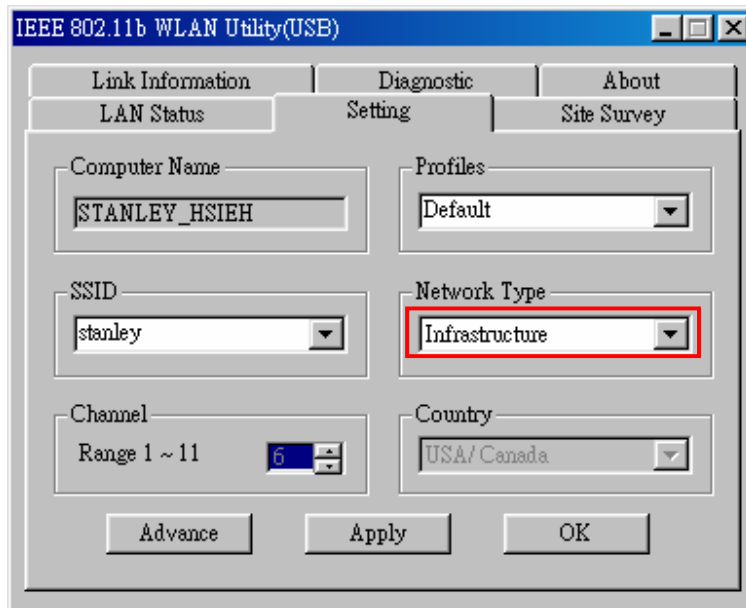 IEEE 802.11b WLAN Utility(USB)
Link Information
Diagnostic
About
LAN Status
Setting
Site Survey
Computer Name
STANLEY_HSIEH
Profiles
Default
SSID
stanley
Network Type
Infrastructure
Channel
Range 1 ~ 11
6
Country
USA/ Canada
Advance
Apply
OK